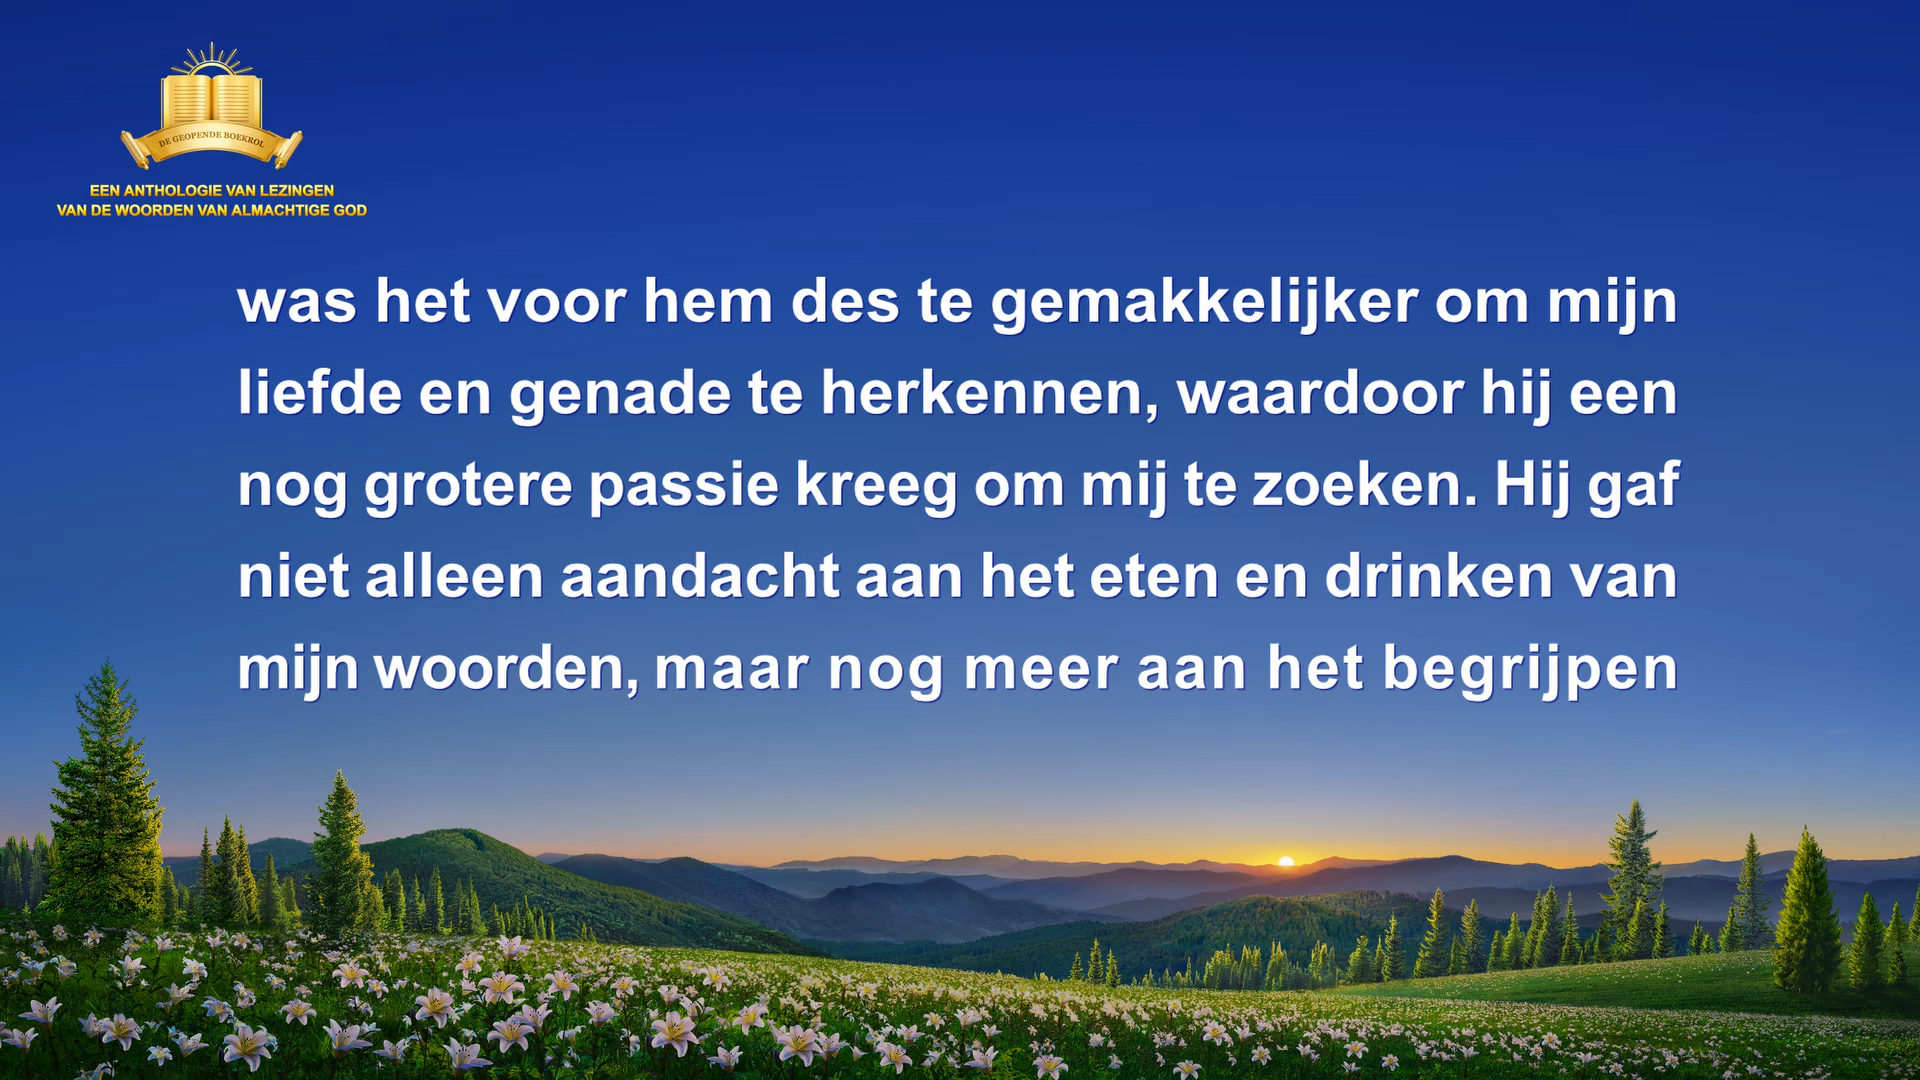 DE GEOPENDE BOEKROL
EEN ANTHOLOGIE VAN LEZINGEN
VAN DE WOORDEN VAN ALMACHTIGE GOD
was het voor hem des te gemakkelijker om mijn
liefde en genade te herkennen, waardoor hij een
nog grotere passie kreeg om mij te zoeken. Hij gaf
niet alleen aandacht aan het eten en drinken van
mijn woorden, maar nog meer aan het begrijpen